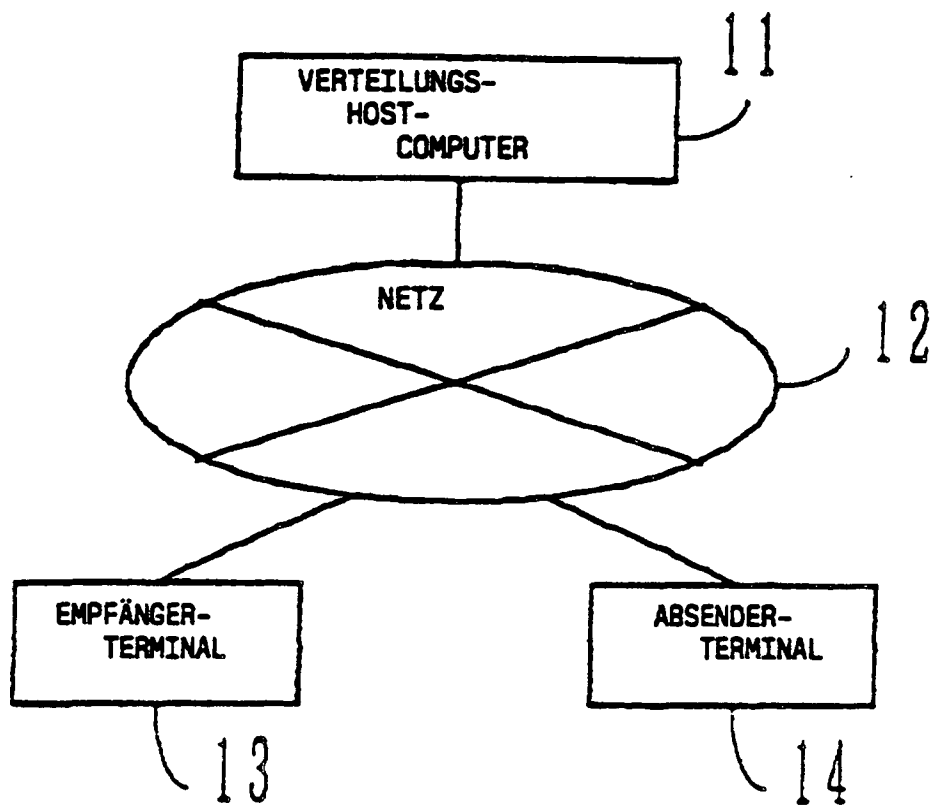 11
VERTEILUNGS-
HOST-
COMPUTER
NETZ
12
EMPFÄNGER-
TERMINAL
ABSENDER-
TERMINAL
13
14